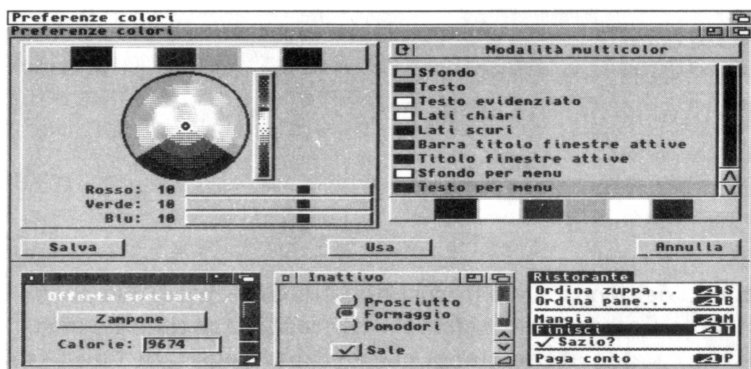 Preferenze colori
Preferenze colori
Modalità multicolor
Sfondo
Testo
Testo evidenziato
Lati chiari
Lati scuri
Barra titolo finestre attive
Titolo finestre attive
Sfondo per menu
Testo per menu
Rosso: 10
Verde: 10
Blu: 10
Salva
Usa
Annulla
Offerta speciale!
Zampone
Calorie: 9674
Inattivo
Prosciutto
Formaggio
Pomodori
Sale
Ristorante
Ordina zuppa... A S
Ordina pane... A B
Mangia A M
Finisci A T
Sazio?
Paga conto A P